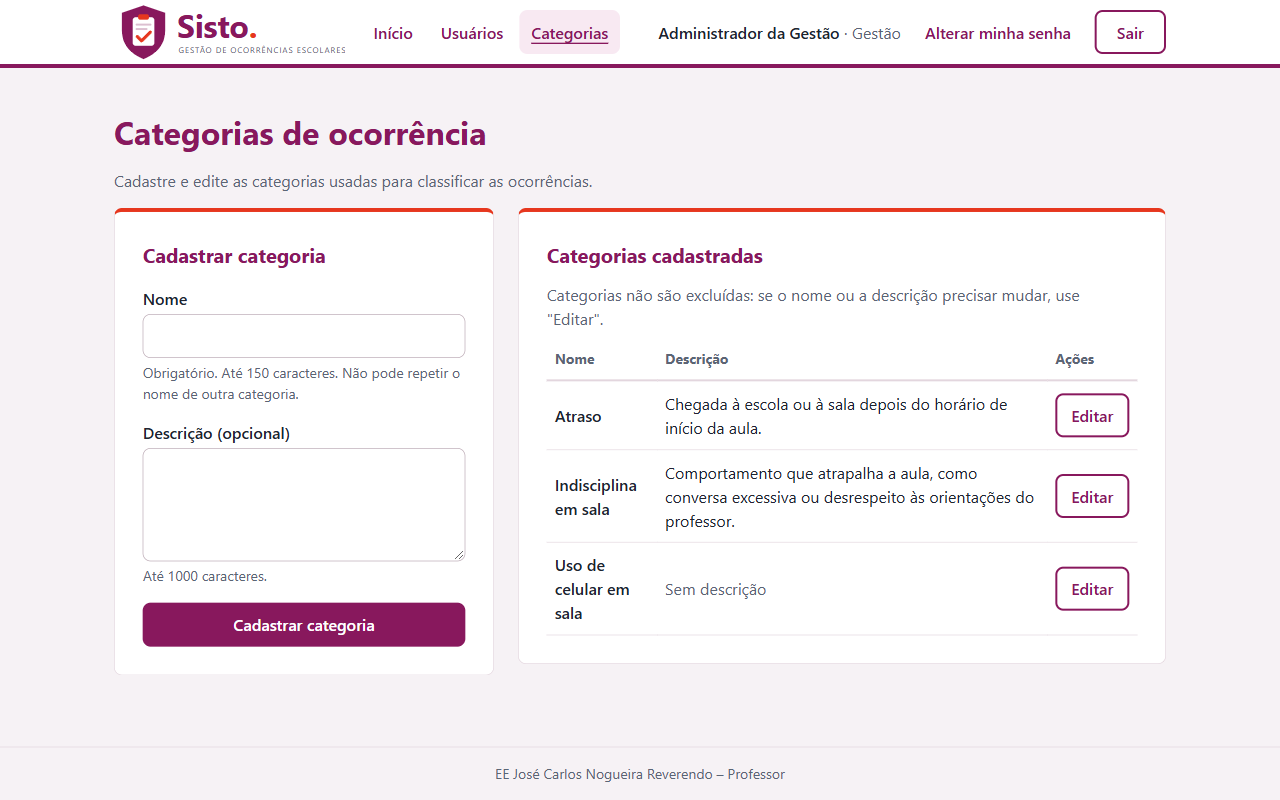 Sisto.
GESTÃO DE OCORRÊNCIAS ESCOLARES
Início
Usuários
Categorias
Administrador da Gestão · Gestão
Alterar minha senha
Sair
Categorias de ocorrência
Cadastre e edite as categorias usadas para classificar as ocorrências.
Cadastrar categoria
Nome
Obrigatório. Até 150 caracteres. Não pode repetir o
nome de outra categoria.
Descrição (opcional)
Até 1000 caracteres.
Cadastrar categoria
Categorias cadastradas
Categorias não são excluídas: se o nome ou a descrição precisar mudar, use
"Editar".
Nome Descrição Ações
Atraso
Chegada à escola ou à sala depois do horário de
início da aula.
Editar
Indisciplina
em sala
Comportamento que atrapalha a aula, como
conversa excessiva ou desrespeito às orientações do
professor.
Editar
Uso de
celular em
sala
Sem descrição
Editar
EE José Carlos Nogueira Reverendo – Professor